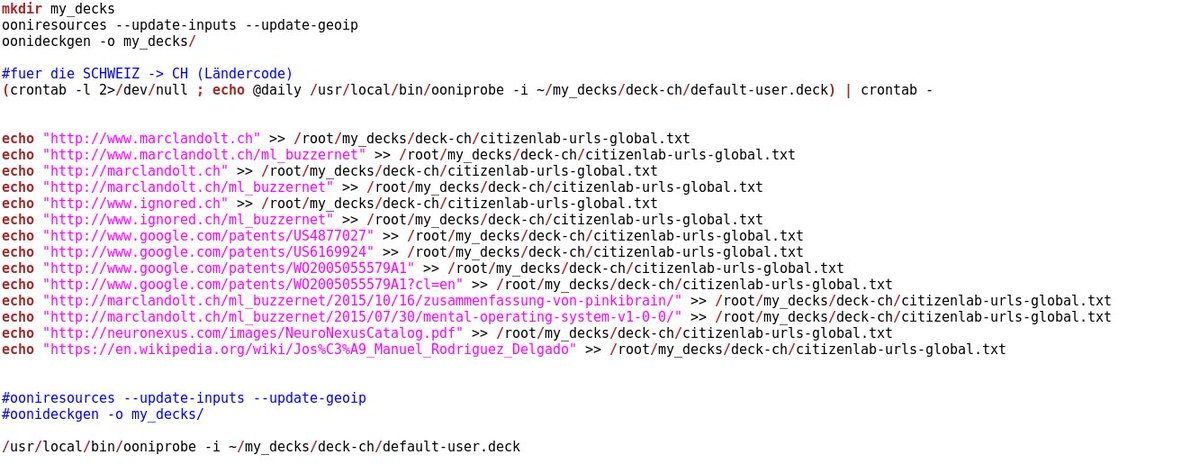 mkdir my_decks
ooniresources --update-inputs --update-geoip
oonideckgen -o my_decks/
#fuer die SCHWEIZ -> CH (Ländercode)
(crontab -l 2>/dev/null ; echo @daily /usr/local/bin/ooniprobe -i ~/my_decks/deck-ch/default-user.deck) | crontab -
echo "http://www.marclandolt.ch" >> /root/my_decks/deck-ch/citizenlab-urls-global.txt
echo "http://www.marclandolt.ch/ml_buzzernet" >> /root/my_decks/deck-ch/citizenlab-urls-global.txt
echo "http://marclandolt.ch" >> /root/my_decks/deck-ch/citizenlab-urls-global.txt
echo "http://marclandolt.ch/ml_buzzernet" >> /root/my_decks/deck-ch/citizenlab-urls-global.txt
echo "http://www.ignored.ch" >> /root/my_decks/deck-ch/citizenlab-urls-global.txt
echo "http://www.ignored.ch/ml_buzzernet" >> /root/my_decks/deck-ch/citizenlab-urls-global.txt
echo "http://www.google.com/patents/US4877027" >> /root/my_decks/deck-ch/citizenlab-urls-global.txt
echo "http://www.google.com/patents/US6169924" >> /root/my_decks/deck-ch/citizenlab-urls-global.txt
echo "http://www.google.com/patents/WO2005055579A1" >> /root/my_decks/deck-ch/citizenlab-urls-global.txt
echo "http://www.google.com/patents/WO2005055579A1?cl=en" >> /root/my_decks/deck-ch/citizenlab-urls-global.txt
echo "http://marclandolt.ch/ml_buzzernet/2015/10/16/zusammenfassung-von-pinkibrain/" >> /root/my_decks/deck-ch/citizenlab-urls-global.txt
echo "http://marclandolt.ch/ml_buzzernet/2015/07/30/mental-operating-system-v1-0-0/" >> /root/my_decks/deck-ch/citizenlab-urls-global.txt
echo "http://neuronexus.com/images/NeuroNexusCatalog.pdf" >> /root/my_decks/deck-ch/citizenlab-urls-global.txt
echo "https://en.wikipedia.org/wiki/Jos%C3%A9_Manuel_Rodriguez_Delgado" >> /root/my_decks/deck-ch/citizenlab-urls-global.txt
#ooniresources --update-inputs --update-geoip
#oonideckgen -o my_decks/
/usr/local/bin/ooniprobe -i ~/my_decks/deck-ch/default-user.deck